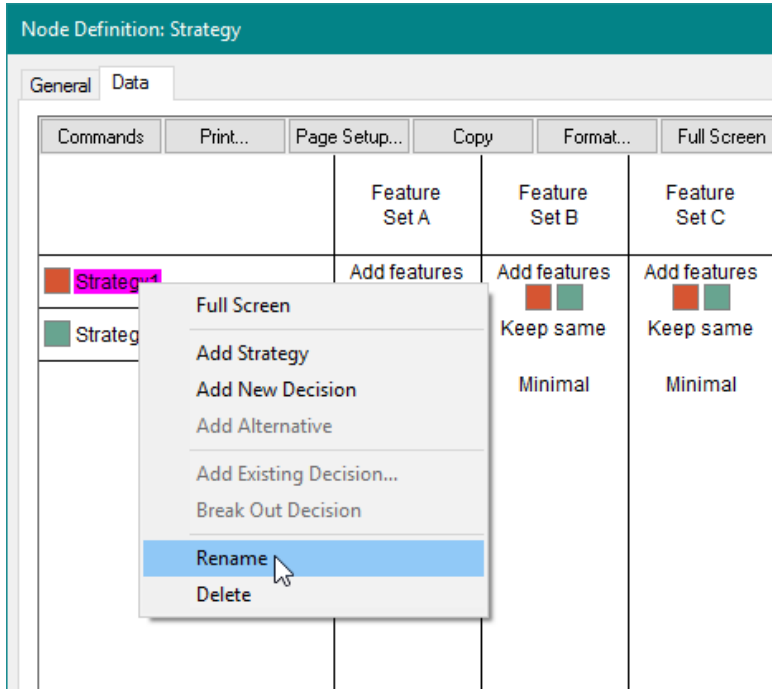 Node Definition: Strategy
General Data
Commands Print... Page Setup... Copy Format... Full Screen
Feature Set A
Feature Set B
Feature Set C
Strategy1
Add features
Add features
Add features
Strateg
Keep same
Keep same
Minimal
Minimal
Full Screen
Add Strategy
Add New Decision
Add Alternative
Add Existing Decision...
Break Out Decision
Rename
Delete